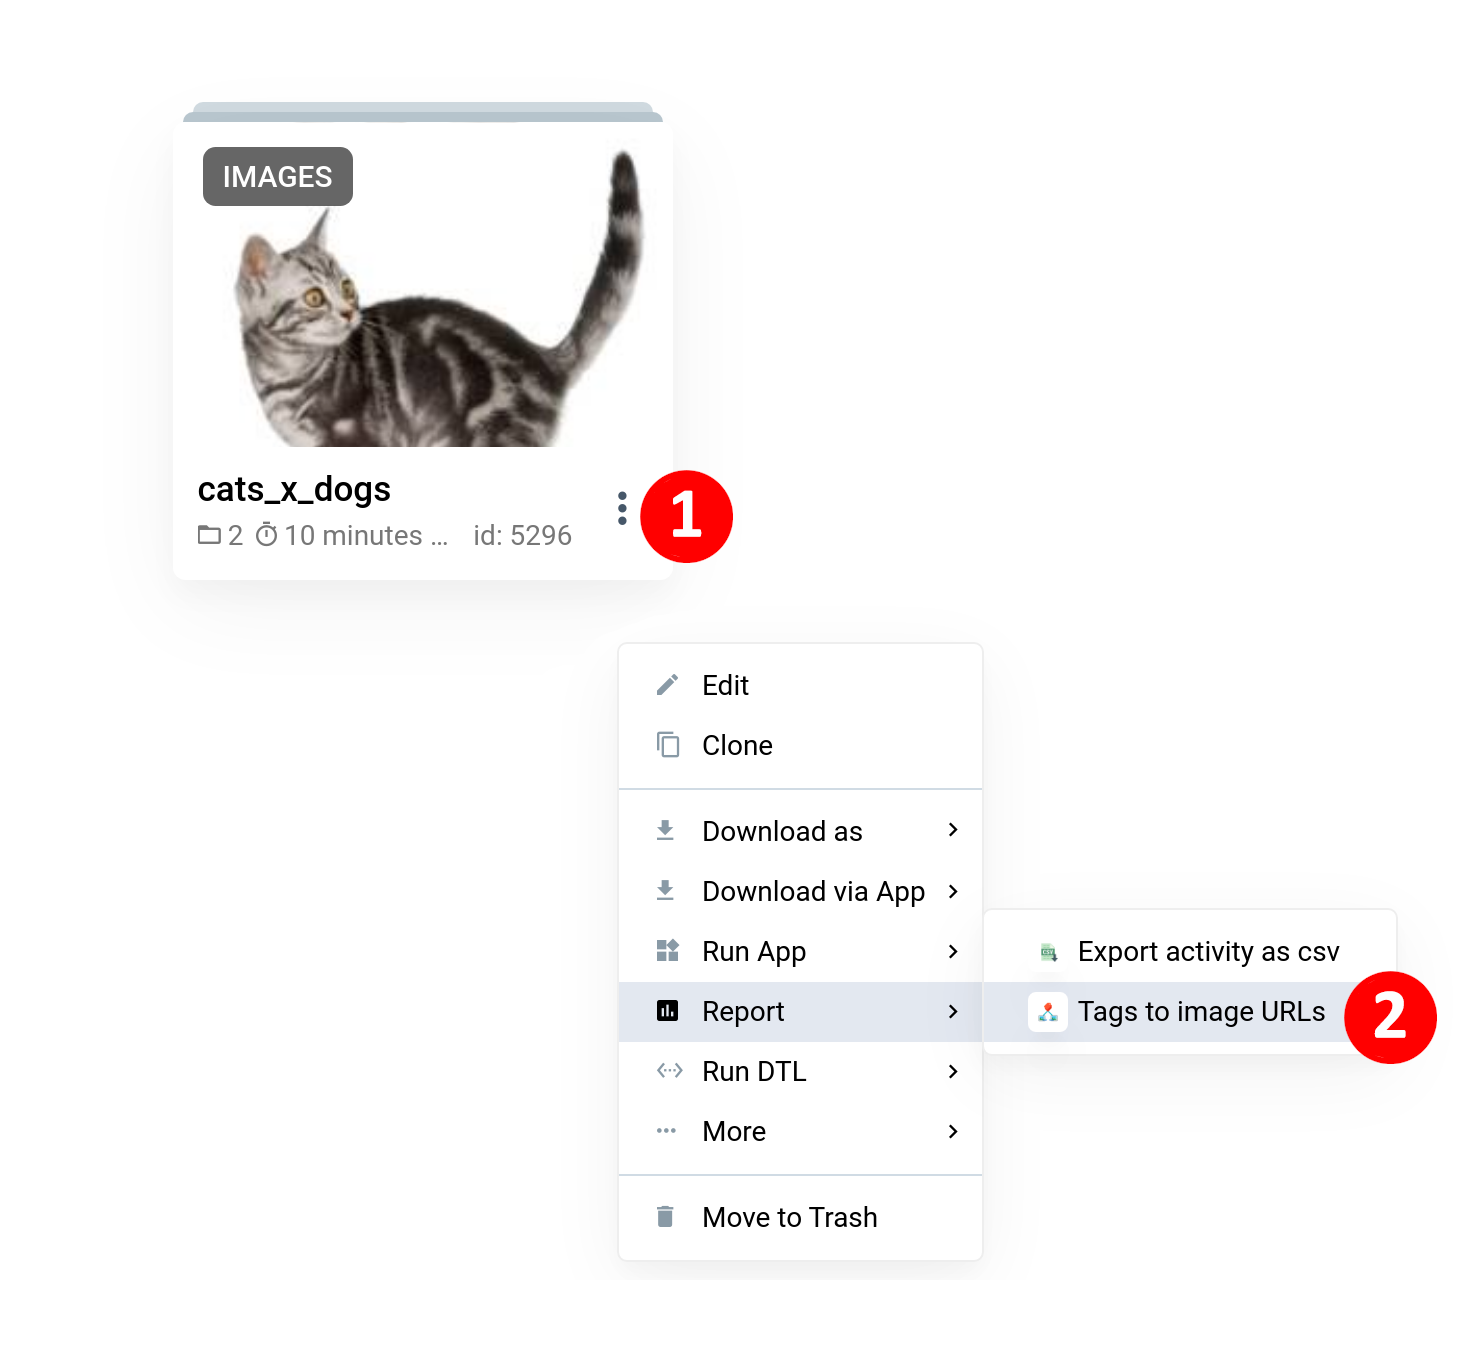 IMAGES
cats_x_dogs
2 10 minutes ... id: 5296
1
Edit
Clone
Download as
Download via App
Run App
Export activity as csv
Report
Tags to image URLs
2
Run DTL
More
Move to Trash